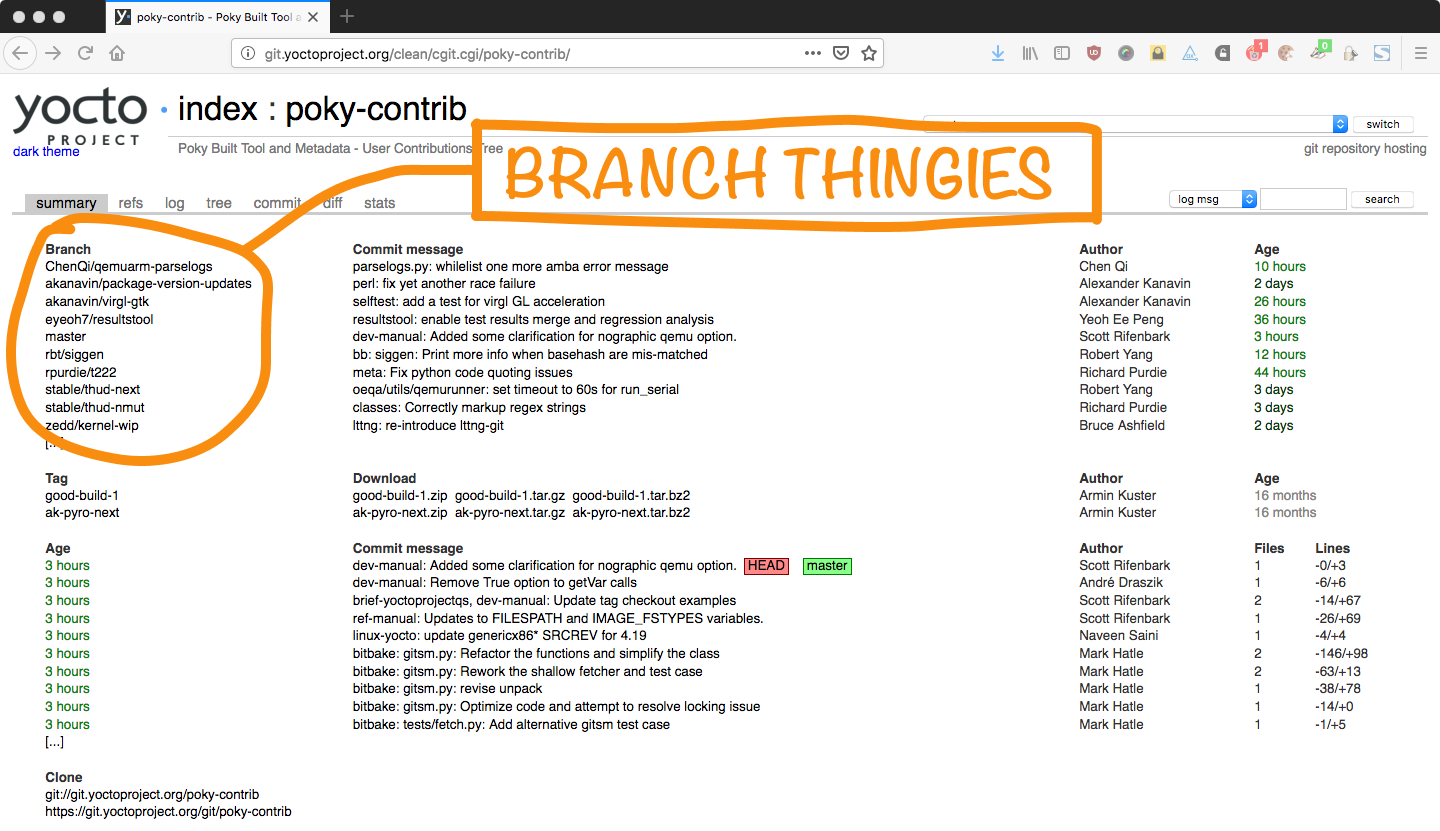 poky-contrib - Poky Built Tool a
git.yoctoproject.org/clean/cgit.cgi/poky-contrib/
1
0
yocto PROJECT
dark theme
index : poky-contrib
switch
Poky Built Tool and Metadata - User Contributions Tree
git repository hosting
BRANCH THINGIES
summary refs log tree commit diff stats
log msg search
Branch Commit message Author Age
ChenQi/qemuarm-parselogs parselogs.py: whilelist one more amba error message Chen Qi 10 hours
akanavin/package-version-updates perl: fix yet another race failure Alexander Kanavin 2 days
akanavin/virgl-gtk selftest: add a test for virgl GL acceleration Alexander Kanavin 26 hours
eyeoh7/resultstool resultstool: enable test results merge and regression analysis Yeoh Ee Peng 36 hours
master dev-manual: Added some clarification for nographic qemu option. Scott Rifenbark 3 hours
rbt/siggen bb: siggen: Print more info when basehash are mis-matched Robert Yang 12 hours
rpurdie/t222 meta: Fix python code quoting issues Richard Purdie 44 hours
stable/thud-next oeqa/utils/qemurunner: set timeout to 60s for run_serial Robert Yang 3 days
stable/thud-nmut classes: Correctly markup regex strings Richard Purdie 3 days
zedd/kernel-wip lttng: re-introduce lttng-git Bruce Ashfield 2 days
[...]
Tag Download Author Age
good-build-1 good-build-1.zip good-build-1.tar.gz good-build-1.tar.bz2 Armin Kuster 16 months
ak-pyro-next ak-pyro-next.zip ak-pyro-next.tar.gz ak-pyro-next.tar.bz2 Armin Kuster 16 months
Age Commit message Author Files Lines
3 hours dev-manual: Added some clarification for nographic qemu option. HEAD master Scott Rifenbark 1 -0/+3
3 hours dev-manual: Remove True option to getVar calls André Draszik 1 -6/+6
3 hours brief-yoctoprojectqs, dev-manual: Update tag checkout examples Scott Rifenbark 2 -14/+67
3 hours ref-manual: Updates to FILESPATH and IMAGE_FSTYPES variables. Scott Rifenbark 1 -26/+69
3 hours linux-yocto: update genericx86* SRCREV for 4.19 Naveen Saini 1 -4/+4
3 hours bitbake: gitsm.py: Refactor the functions and simplify the class Mark Hatle 2 -146/+98
3 hours bitbake: gitsm.py: Rework the shallow fetcher and test case Mark Hatle 2 -63/+13
3 hours bitbake: gitsm.py: revise unpack Mark Hatle 1 -38/+78
3 hours bitbake: gitsm.py: Optimize code and attempt to resolve locking issue Mark Hatle 1 -14/+0
3 hours bitbake: tests/fetch.py: Add alternative gitsm test case Mark Hatle 1 -1/+5
[...]
Clone
git://git.yoctoproject.org/poky-contrib
https://git.yoctoproject.org/git/poky-contrib